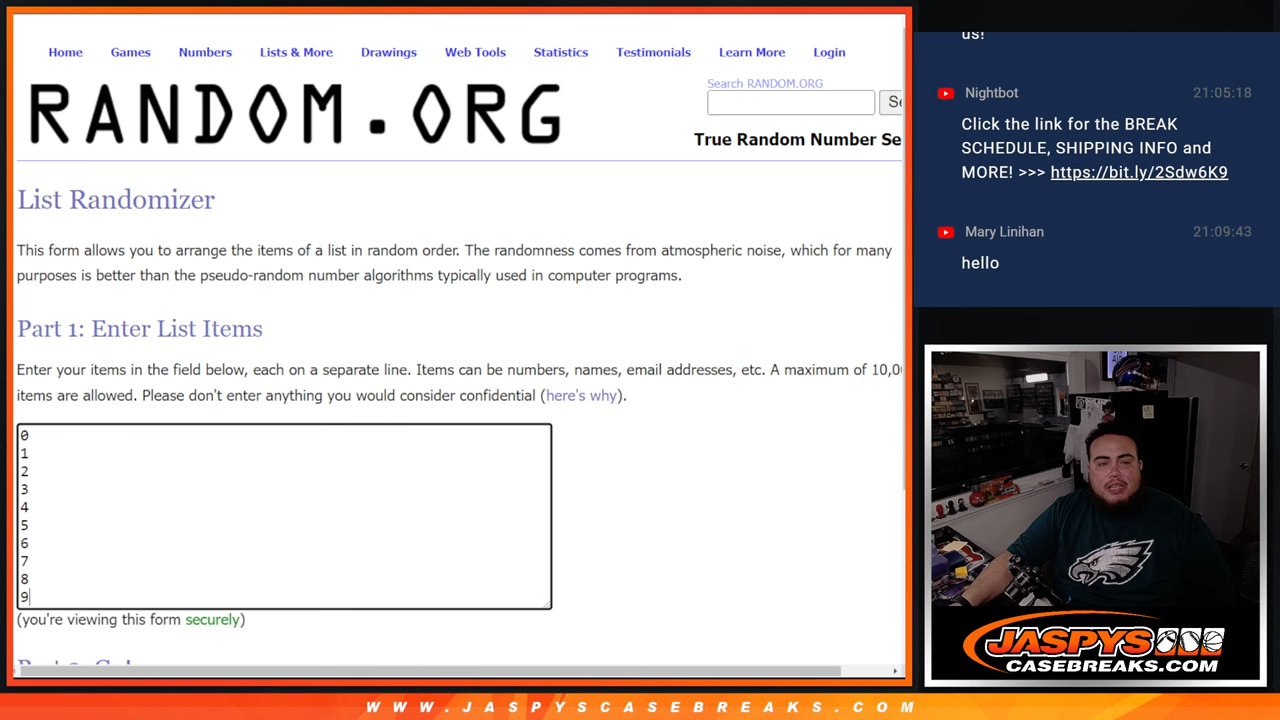 Home Games Numbers Lists & More Drawings Web Tools Statistics Testimonials Learn More Login
RANDOM.ORG
Search RANDOM.ORG
True Random Number Se
List Randomizer
This form allows you to arrange the items of a list in random order. The randomness comes from atmospheric noise, which for many
purposes is better than the pseudo-random number algorithms typically used in computer programs.
Part 1: Enter List Items
Enter your items in the field below, each on a separate line. Items can be numbers, names, email addresses, etc. A maximum of 10,0
items are allowed. Please don't enter anything you would consider confidential (here's why).
0
1
2
3
4
5
6
7
8
9
(you're viewing this form securely)
us!
Nightbot 21:05:18
Click the link for the BREAK
SCHEDULE, SHIPPING INFO and
MORE! >>> https://bit.ly/2Sdw6K9
Mary Linihan 21:09:43
hello
JASPYS
CASEBREAKS.COM
WWW.JASPYSCASEBREAKS.COM